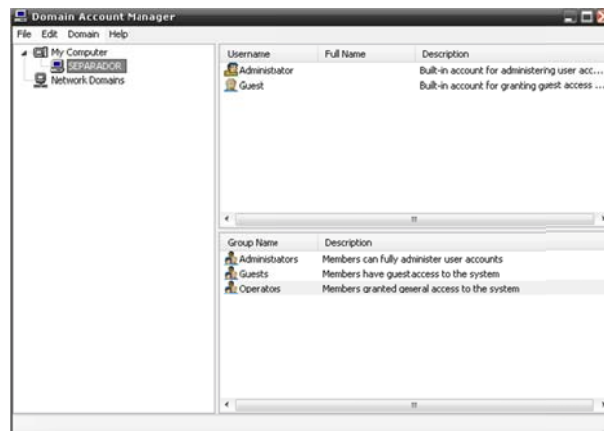 Domain Account Manager
File Edit Domain Help
My Computer
SEPARADOR
Network Domains
Username Full Name Description
Administrator Built-in account for administering user acc...
Guest Built-in account for granting guest access ...
Group Name Description
Administrators Members can fully administer user accounts
Guests Members have guest access to the system
Operators Members granted general access to the system